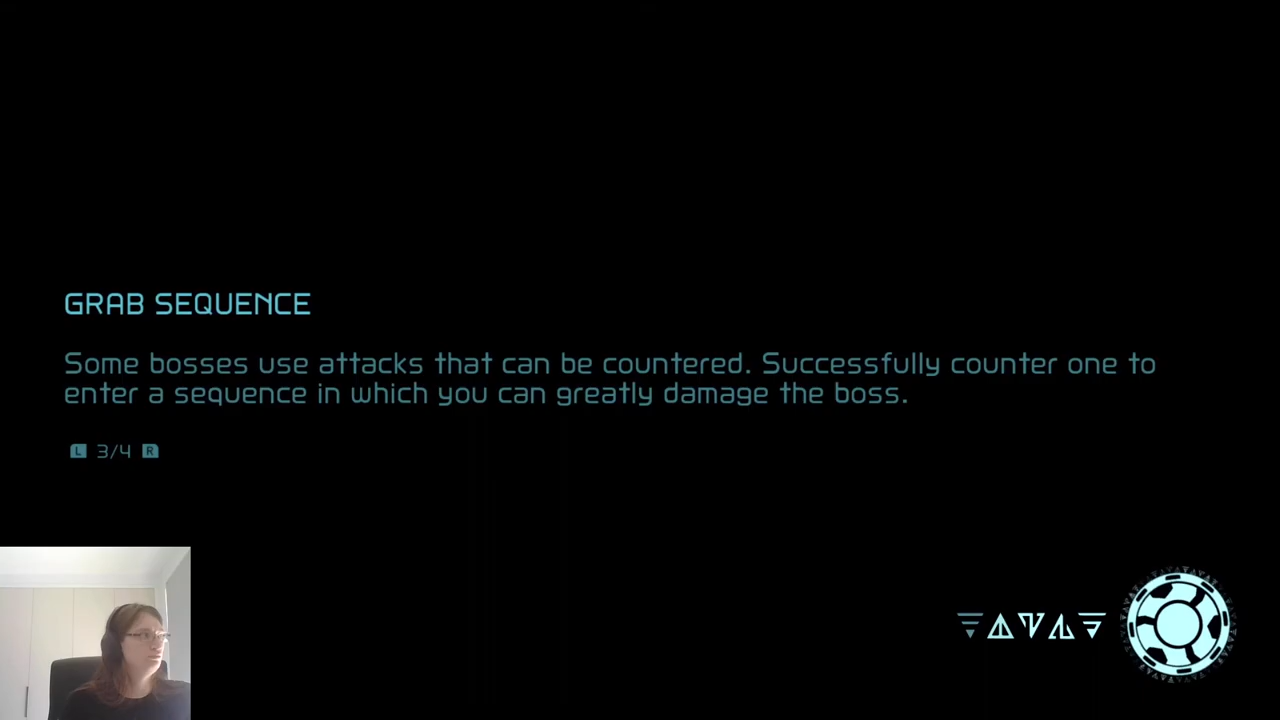 GRAB SEQUENCE
Some bosses use attacks that can be countered. Successfully counter one to
enter a sequence in which you can greatly damage the boss.
L 3/4 R